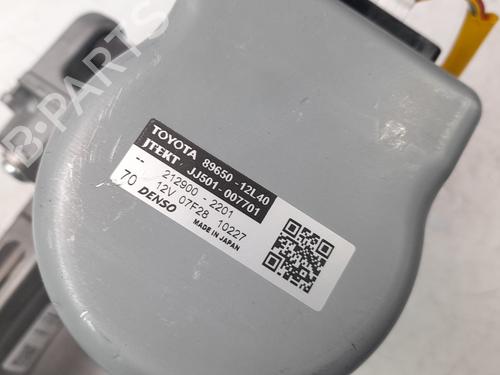 TOYOTA 89650-12L40
JTEKT JJ501-007701
-- 212900-2201
70 12V 07F28 10227
DENSO MADE IN JAPAN
B-PARTS